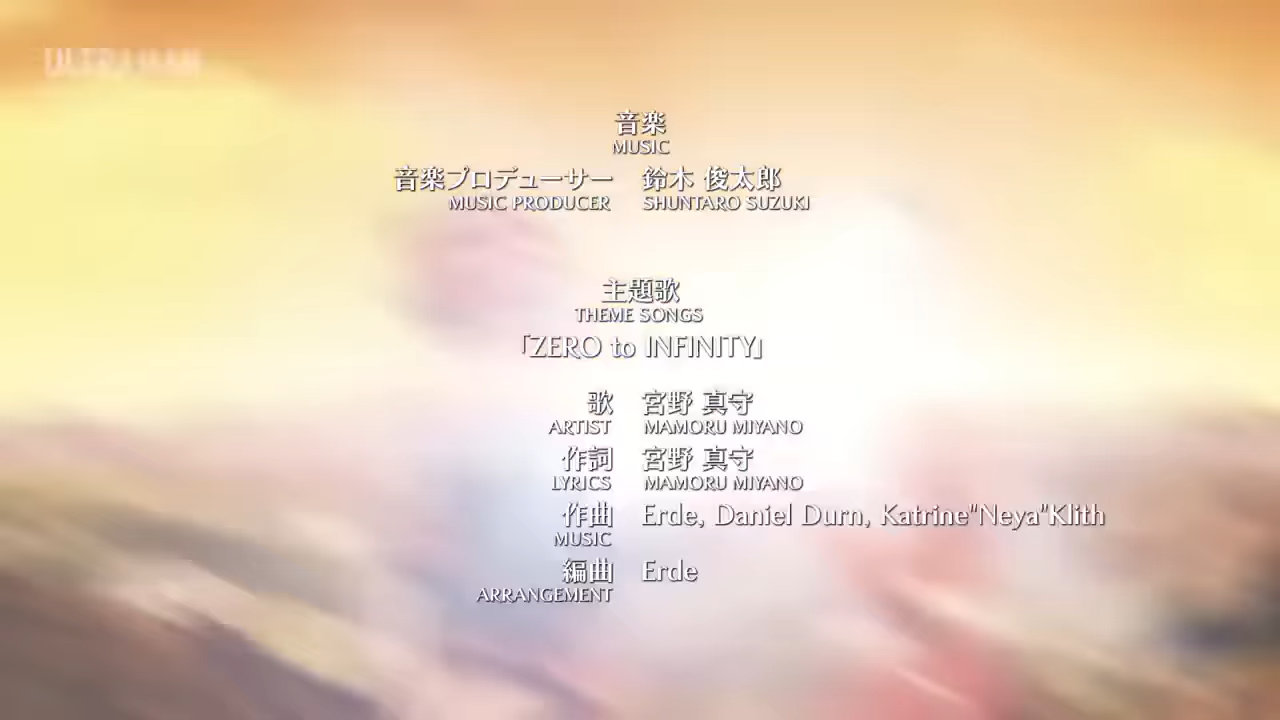 ULTRAMAN
音楽
MUSIC
音楽プロデューサー 鈴木 俊太郎
MUSIC PRODUCER SHUNTARO SUZUKI
主題歌
THEME SONGS
「ZERO to INFINITY」
歌 宮野 真守
ARTIST MAMORU MIYANO
作詞 宮野 真守
LYRICS MAMORU MIYANO
作曲 Erde, Daniel Durn, Katrine"Neya"Klith
MUSIC
編曲 Erde
ARRANGEMENT